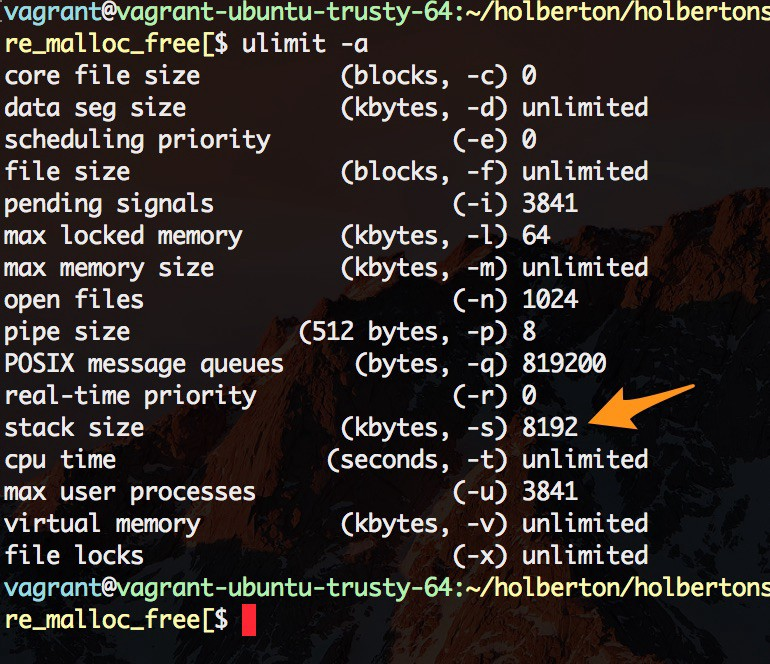 vagrant@vagrant-ubuntu-trusty-64:~/holberton/holbertons
re_malloc_free[$ ulimit -a
core file size          (blocks, -c) 0
data seg size           (kbytes, -d) unlimited
scheduling priority             (-e) 0
file size               (blocks, -f) unlimited
pending signals                 (-i) 3841
max locked memory       (kbytes, -l) 64
max memory size         (kbytes, -m) unlimited
open files                      (-n) 1024
pipe size            (512 bytes, -p) 8
POSIX message queues     (bytes, -q) 819200
real-time priority              (-r) 0
stack size              (kbytes, -s) 8192
cpu time               (seconds, -t) unlimited
max user processes              (-u) 3841
virtual memory          (kbytes, -v) unlimited
file locks                      (-x) unlimited
vagrant@vagrant-ubuntu-trusty-64:~/holberton/holbertons
re_malloc_free[$